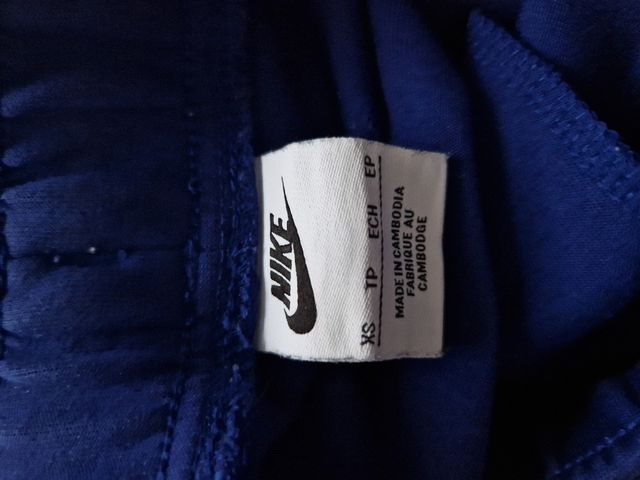 NIKE
XS TP ECH EP
MADE IN CAMBODIA
FABRIQUE AU
CAMBODGE